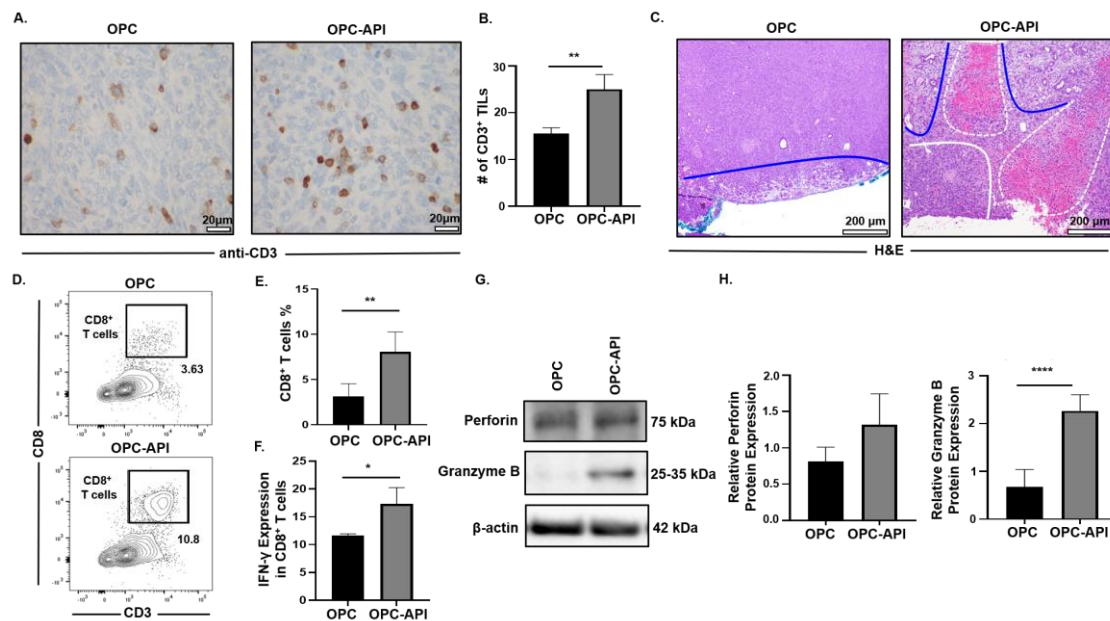 A.
OPC
OPC-API
20μm
20μm
anti-CD3
B.
**
# of CD3⁺ TILs
30
20
10
0
OPC
OPC-API
C.
OPC
OPC-API
200 μm
200 μm
H&E
D.
OPC
CD8⁺
T cells
3.63
OPC-API
CD8⁺
T cells
10.8
CD8
CD3
E.
**
CD8⁺ T cells %
15
10
5
0
OPC
OPC-API
F.
*
IFN-γ Expression
in CD8⁺ T cells
25
20
15
10
5
0
OPC
OPC-API
G.
OPC
OPC-API
Perforin
75 kDa
Granzyme B
25-35 kDa
β-actin
42 kDa
H.
Relative Perforin
Protein Expression
2.0
1.5
1.0
0.5
0.0
OPC
OPC-API
****
Relative Granzyme B
Protein Expression
3
2
1
0
OPC
OPC-API